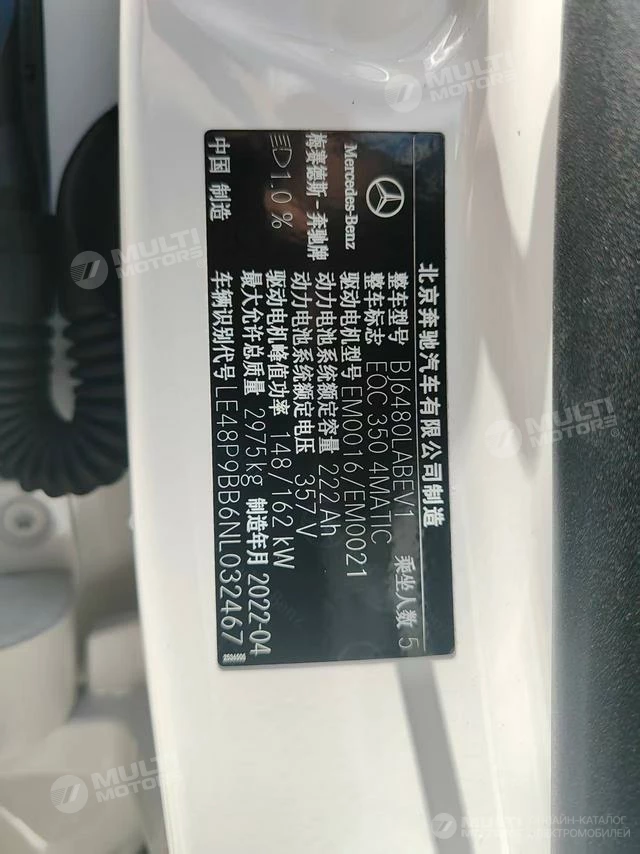 北京奔驰汽车有限公司制造
Mercedes-Benz
梅赛德斯-奔驰牌
1.0 %
中国 制造
整车型号 BJ6480LABEV1 乘坐人数 5
整车标志 EQC 350 4MATIC
驱动电机型号 EM0016/EM0021
动力电池系统额定容量 222Ah
动力电池系统额定电压 357V
驱动电机峰值功率 148/162 kW
最大允许总质量 2975kg 制造年月 2022-04
车辆识别代号 LE48P9BB6NL032467
MULTI
MOTORS
MULTI
MOTORS
MULTI
MOTORS
MULTI
MOTORS
ОНЛАЙН-КАТАЛОГ
ЭЛЕКТРОМОБИЛЕЙ